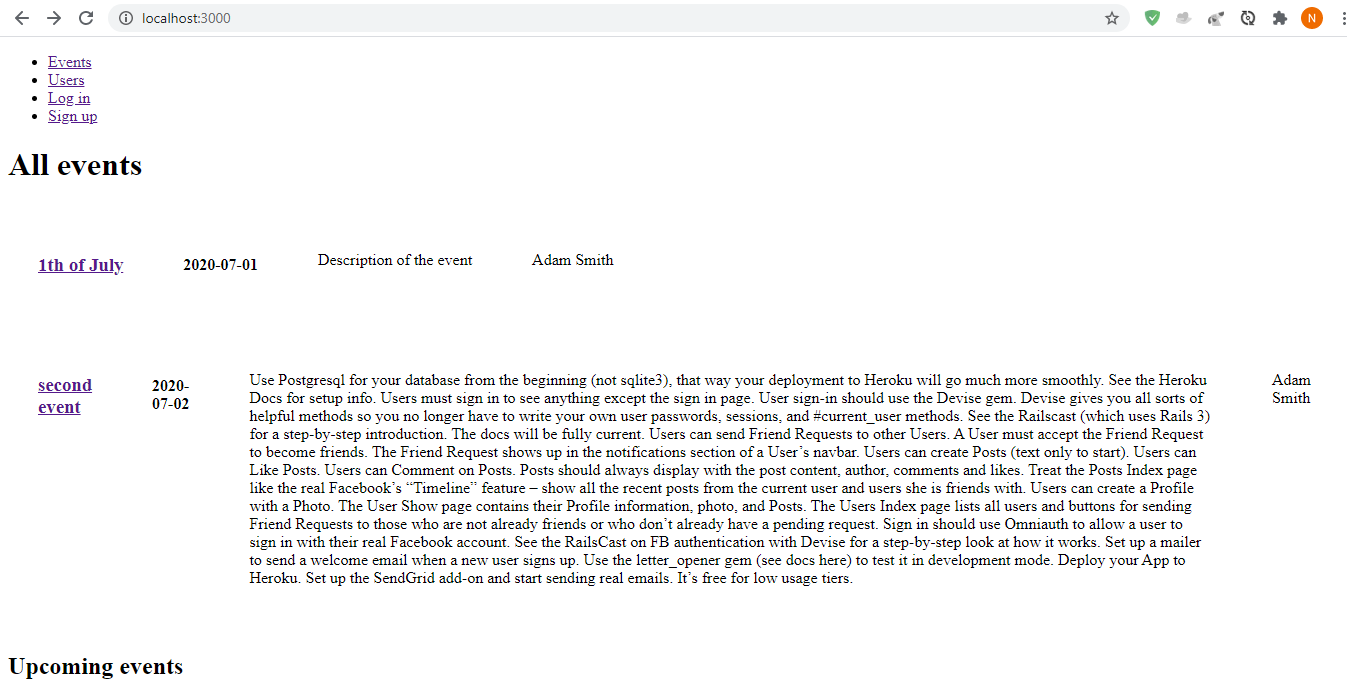 localhost:3000
N
Events
Users
Log in
Sign up
All events
1th of July
2020-07-01
Description of the event
Adam Smith
second
event
2020-
07-02
Use Postgresql for your database from the beginning (not sqlite3), that way your deployment to Heroku will go much more smoothly. See the Heroku
Docs for setup info. Users must sign in to see anything except the sign in page. User sign-in should use the Devise gem. Devise gives you all sorts of
helpful methods so you no longer have to write your own user passwords, sessions, and #current_user methods. See the Railscast (which uses Rails 3)
for a step-by-step introduction. The docs will be fully current. Users can send Friend Requests to other Users. A User must accept the Friend Request
to become friends. The Friend Request shows up in the notifications section of a User’s navbar. Users can create Posts (text only to start). Users can
Like Posts. Users can Comment on Posts. Posts should always display with the post content, author, comments and likes. Treat the Posts Index page
like the real Facebook’s “Timeline” feature – show all the recent posts from the current user and users she is friends with. Users can create a Profile
with a Photo. The User Show page contains their Profile information, photo, and Posts. The Users Index page lists all users and buttons for sending
Friend Requests to those who are not already friends or who don’t already have a pending request. Sign in should use Omniauth to allow a user to
sign in with their real Facebook account. See the RailsCast on FB authentication with Devise for a step-by-step look at how it works. Set up a mailer
to send a welcome email when a new user signs up. Use the letter_opener gem (see docs here) to test it in development mode. Deploy your App to
Heroku. Set up the SendGrid add-on and start sending real emails. It’s free for low usage tiers.
Adam
Smith
Upcoming events